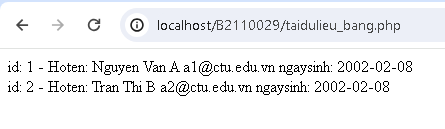 localhost/B2110029/taidulieu_bang.php
id: 1 - Hoten: Nguyen Van A a1@ctu.edu.vn ngaysinh: 2002-02-08
id: 2 - Hoten: Tran Thi B a2@ctu.edu.vn ngaysinh: 2002-02-08